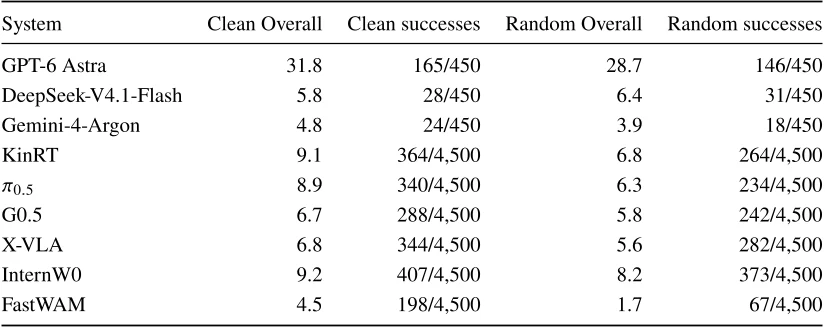 System Clean Overall Clean successes Random Overall Random successes
GPT-6 Astra 31.8 165/450 28.7 146/450
DeepSeek-V4.1-Flash 5.8 28/450 6.4 31/450
Gemini-4-Argon 4.8 24/450 3.9 18/450
KinRT 9.1 364/4,500 6.8 264/4,500
π0.5 8.9 340/4,500 6.3 234/4,500
G0.5 6.7 288/4,500 5.8 242/4,500
X-VLA 6.8 344/4,500 5.6 282/4,500
InternW0 9.2 407/4,500 8.2 373/4,500
FastWAM 4.5 198/4,500 1.7 67/4,500